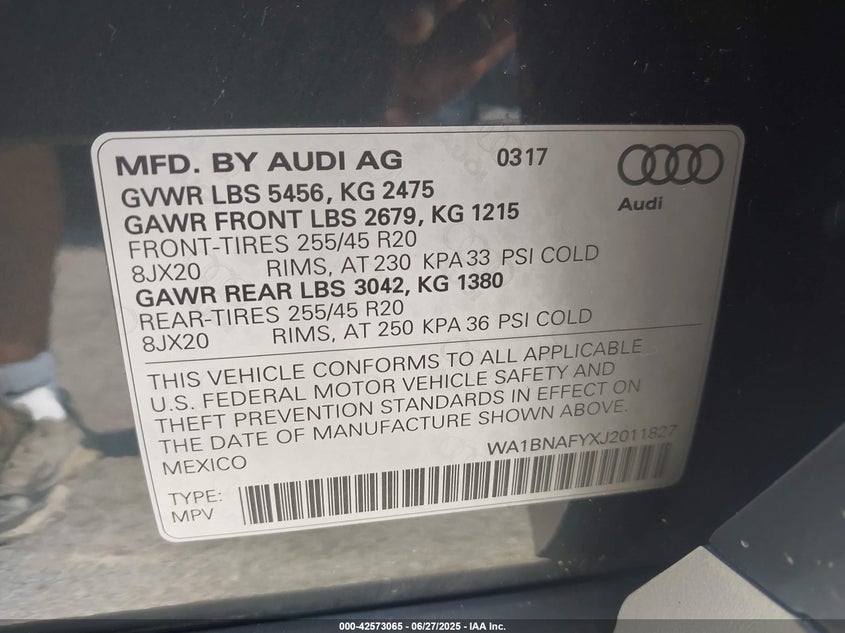 MFD. BY AUDI AG 0317
GVWR LBS 5456, KG 2475
Audi
GAWR FRONT LBS 2679, KG 1215
FRONT-TIRES 255/45 R20
8JX20 RIMS, AT 230 KPA 33 PSI COLD
GAWR REAR LBS 3042, KG 1380
REAR-TIRES 255/45 R20
8JX20 RIMS, AT 250 KPA 36 PSI COLD
THIS VEHICLE CONFORMS TO ALL APPLICABLE
U.S. FEDERAL MOTOR VEHICLE SAFETY AND
THEFT PREVENTION STANDARDS IN EFFECT ON
THE DATE OF MANUFACTURE SHOWN ABOVE.
MEXICO WA1BNAFYXJ2011827
TYPE:
MPV
000-42573065 - 06/27/2025 - IAA Inc.